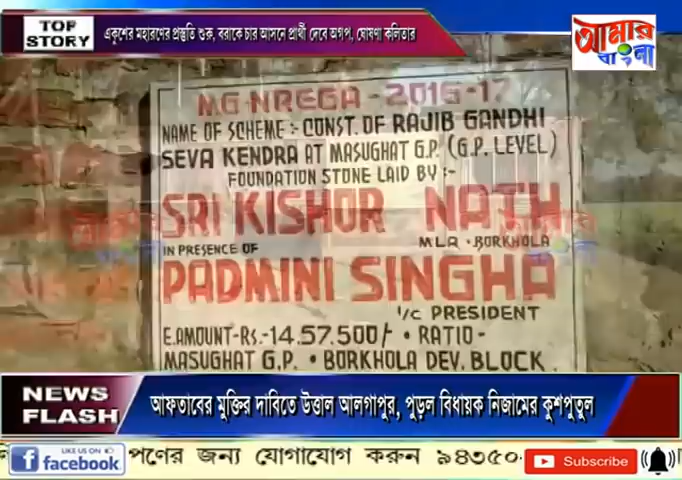 TOP
STORY
একুশের মহারণের প্রস্তুতি শুরু, বরাকে চার আসনে প্রার্থী দেবে অগপ, ঘোষণা কলিতার
আমার
বাংলা
MG-NREGA - 2016-17
NAME OF SCHEME :- CONST. OF RAJIB GANDHI
SEVA KENDRA AT MASUGHAT G.P. (G.P. LEVEL)
FOUNDATION STONE LAID BY :-
SRI KISHOR NATH
IN PRESENCE OF
MLA - BORKHOLA
PADMINI SINGHA
I/C PRESIDENT
E.AMOUNT-Rs.-14.57.500/- • RATIO-
MASUGHAT G.P. • BORKHOLA DEV. BLOCK
NEWS
FLASH
আফতাবের মুক্তির দাবিতে উত্তাল আলগাপুর, পুড়ল বিধায়ক নিজামের কুশপুতুল
LIKE US ON
facebook
পণের জন্য যোগাযোগ করুন ৯৪৩৫০
Subscribe